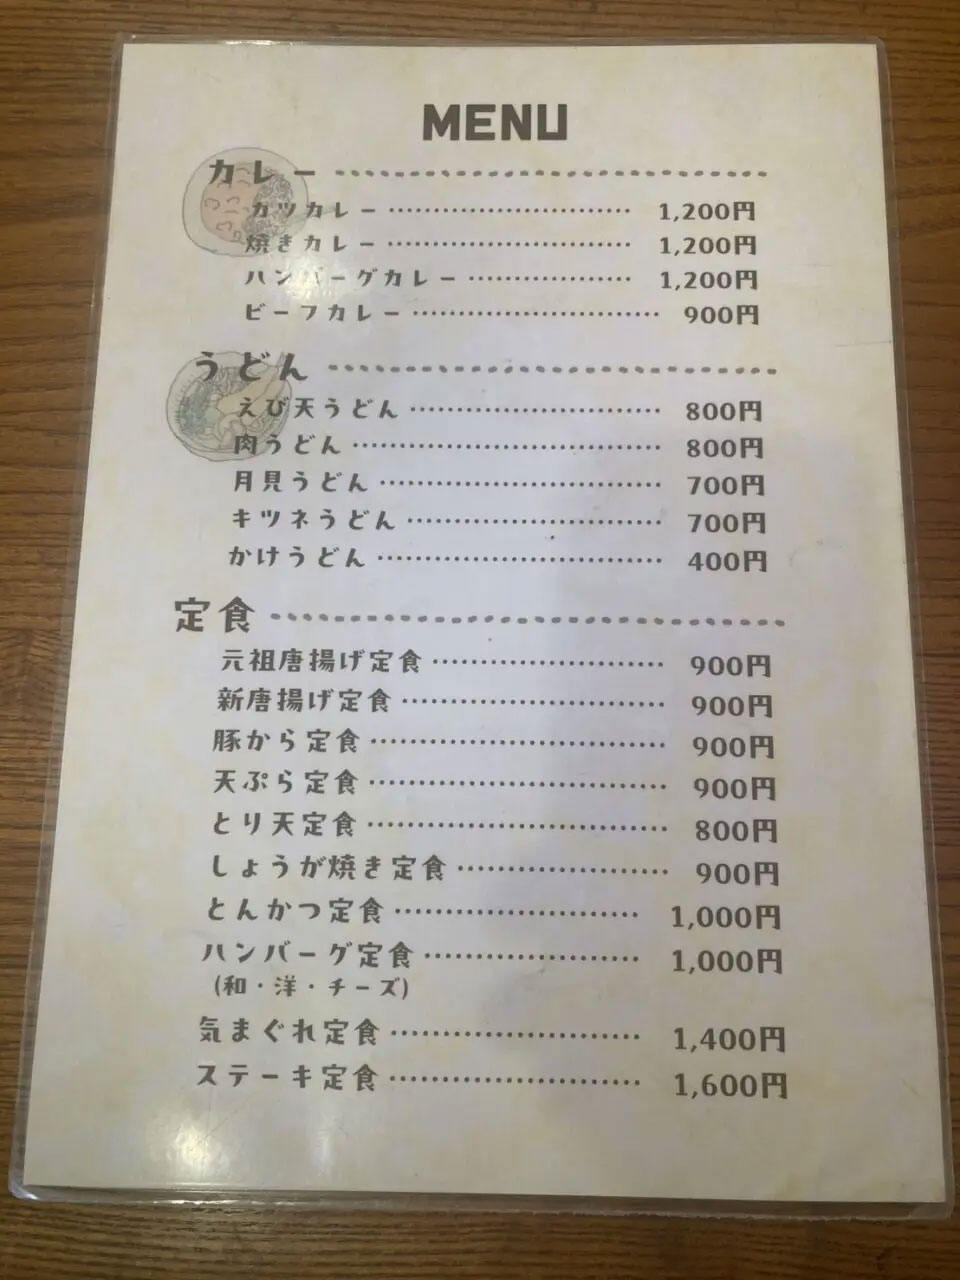 MENU
カレー
カツカレー 1,200円
焼きカレー 1,200円
ハンバーグカレー 1,200円
ビーフカレー 900円
うどん
えび天うどん 800円
肉うどん 800円
月見うどん 700円
キツネうどん 700円
かけうどん 400円
定食
元祖唐揚げ定食 900円
新唐揚げ定食 900円
豚から定食 900円
天ぷら定食 900円
とり天定食 800円
しょうが焼き定食 900円
とんかつ定食 1,000円
ハンバーグ定食 1,000円
(和・洋・チーズ)
気まぐれ定食 1,400円
ステーキ定食 1,600円